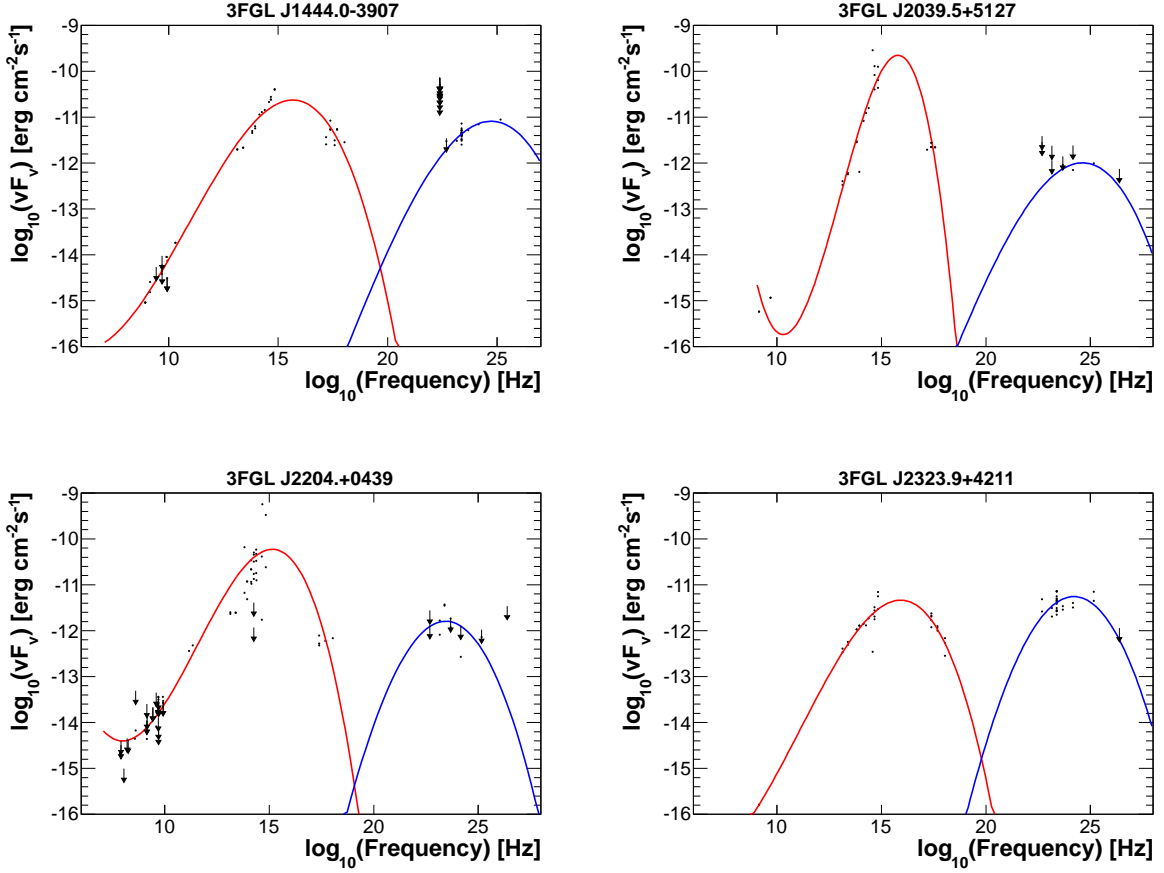 3FGL J1444.0-3907
3FGL J2039.5+5127
log10(νFν) [erg cm-2s-1]
-9
-10
-11
-12
-13
-14
-15
-16
10 15 20 25
log10(Frequency) [Hz]
log10(νFν) [erg cm-2s-1]
-9
-10
-11
-12
-13
-14
-15
-16
10 15 20 25
log10(Frequency) [Hz]
3FGL J2204.+0439
3FGL J2323.9+4211
log10(νFν) [erg cm-2s-1]
-9
-10
-11
-12
-13
-14
-15
-16
10 15 20 25
log10(Frequency) [Hz]
log10(νFν) [erg cm-2s-1]
-9
-10
-11
-12
-13
-14
-15
-16
10 15 20 25
log10(Frequency) [Hz]